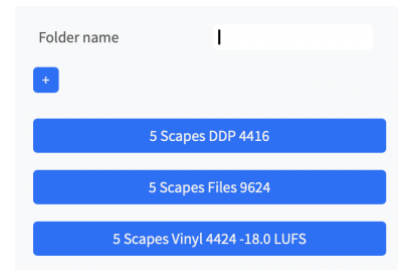 Folder name
+
5 Scapes DDP 4416
5 Scapes Files 9624
5 Scapes Vinyl 4424 -18.0 LUFS